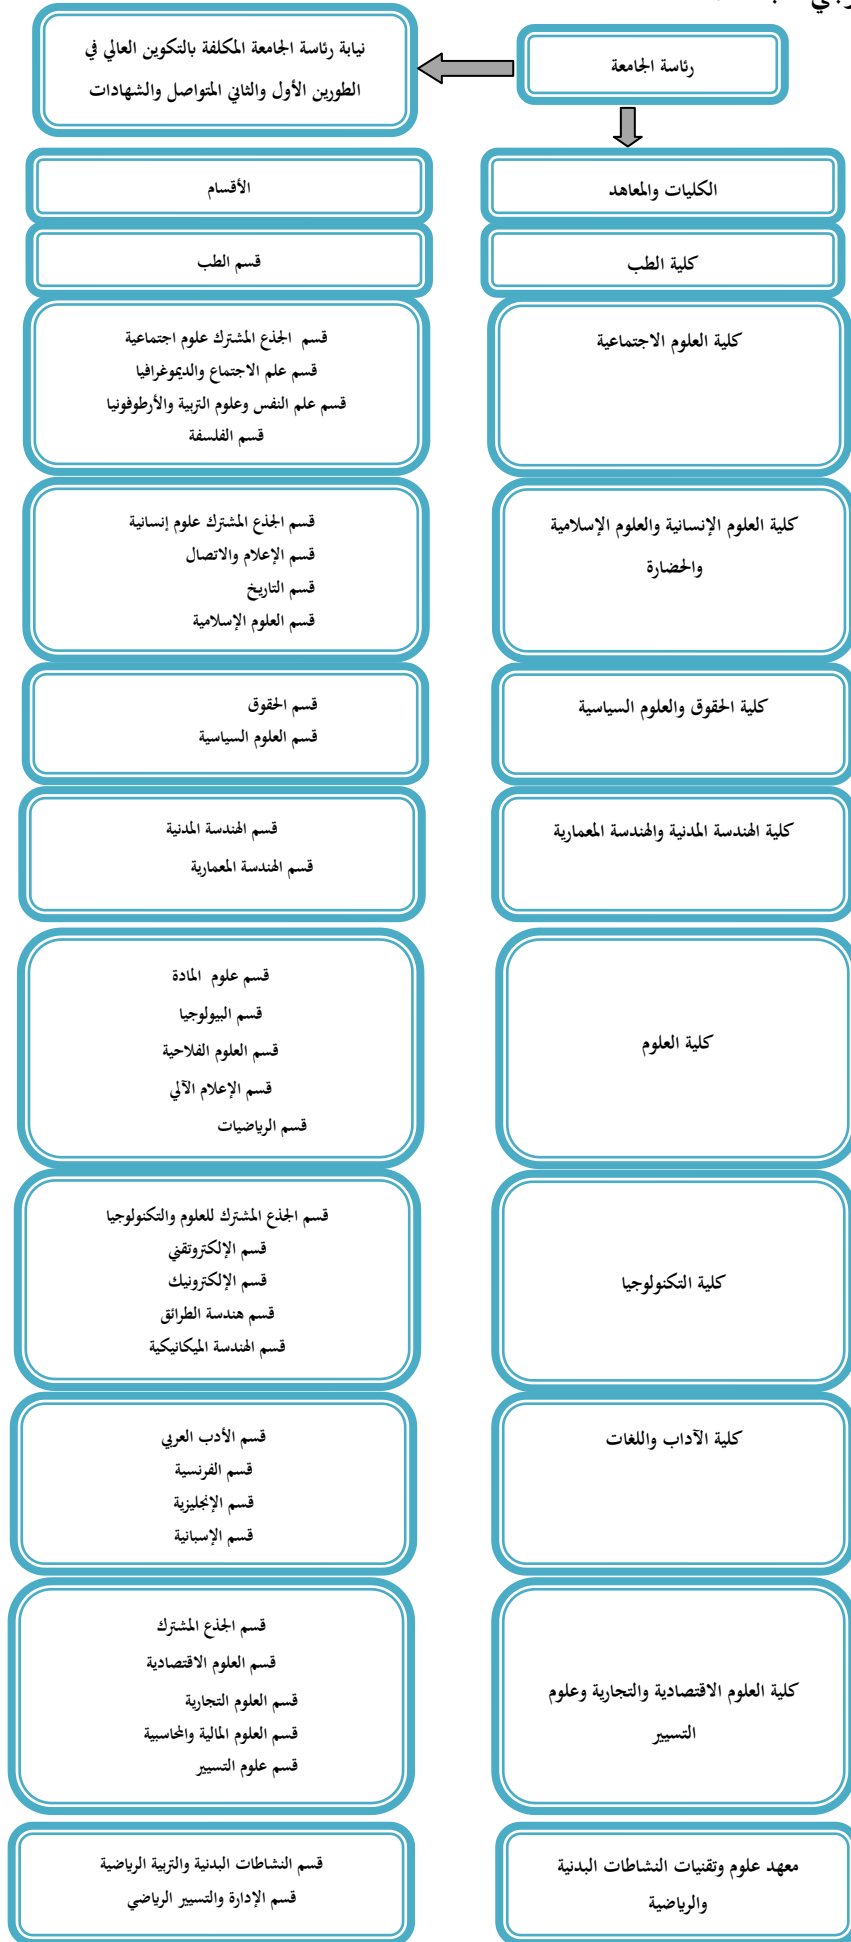 رئاسة الجامعة
نيابة رئاسة الجامعة المكلفة بالتكوين العالي في
الطورين الأول والثاني المتواصل والشهادات
الكليات والمعاهد
الأقسام
كلية الطب
قسم الطب
كلية العلوم الاجتماعية
قسم الجذع المشترك علوم اجتماعية
قسم علم الاجتماع والديموغرافيا
قسم علم النفس وعلوم التربية والأرطوفونيا
قسم الفلسفة
كلية العلوم الإنسانية والعلوم الإسلامية
والحضارة
قسم الجذع المشترك علوم إنسانية
قسم الإعلام والاتصال
قسم التاريخ
قسم العلوم الإسلامية
كلية الحقوق والعلوم السياسية
قسم الحقوق
قسم العلوم السياسية
كلية الهندسة المدنية والهندسة المعمارية
قسم الهندسة المدنية
قسم الهندسة المعمارية
كلية العلوم
قسم علوم المادة
قسم البيولوجيا
قسم العلوم الفلاحية
قسم الإعلام الآلي
قسم الرياضيات
كلية التكنولوجيا
قسم الجذع المشترك للعلوم والتكنولوجيا
قسم الإلكتروتقني
قسم الإلكترونيك
قسم هندسة الطرائق
قسم الهندسة الميكانيكية
كلية الآداب واللغات
قسم الأدب العربي
قسم الفرنسية
قسم الإنجليزية
قسم الإسبانية
كلية العلوم الاقتصادية والتجارية وعلوم
التسيير
قسم الجذع المشترك
قسم العلوم الاقتصادية
قسم العلوم التجارية
قسم العلوم المالية والمحاسبية
قسم علوم التسيير
معهد علوم وتقنيات النشاطات البدنية
والرياضية
قسم النشاطات البدنية والتربية الرياضية
قسم الإدارة والتسيير الرياضي